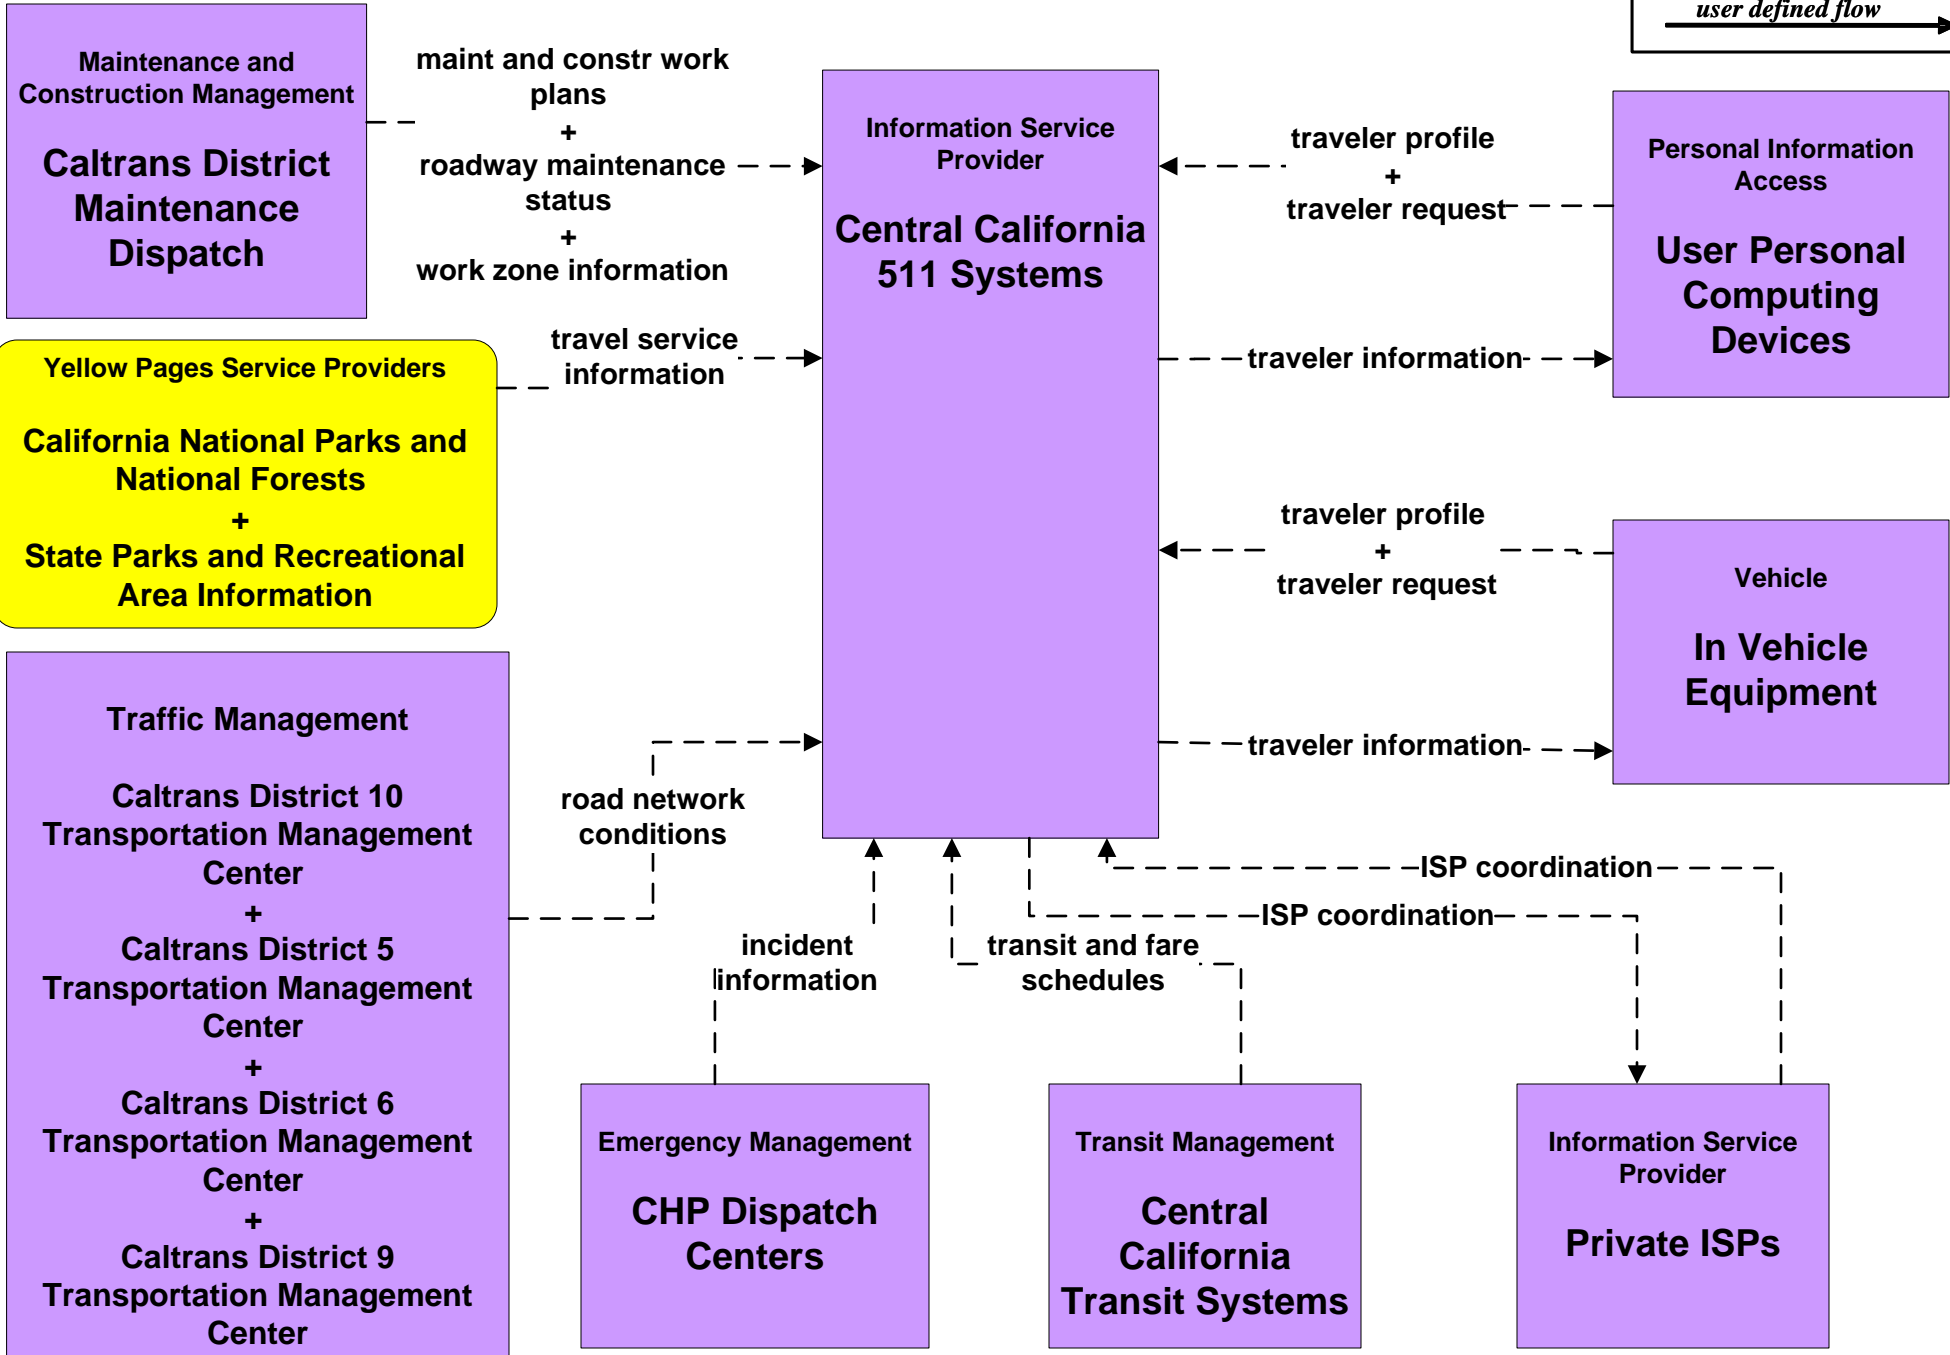 user defined flow
Maintenance and
Construction Management
Caltrans District
Maintenance
Dispatch
maint and constr work
plans
+
roadway maintenance
status
+
work zone information
Information Service
Provider
Central California
511 Systems
traveler profile
+
traveler request
Personal Information
Access
User Personal
Computing
Devices
travel service
information
traveler information
Yellow Pages Service Providers
California National Parks and
National Forests
+
State Parks and Recreational
Area Information
traveler profile
+
traveler request
Vehicle
In Vehicle
Equipment
traveler information
Traffic Management
Caltrans District 10
Transportation Management
Center
+
Caltrans District 5
Transportation Management
Center
+
Caltrans District 6
Transportation Management
Center
+
Caltrans District 9
Transportation Management
Center
road network
conditions
ISP coordination
ISP coordination
incident
information
transit and fare
schedules
Emergency Management
CHP Dispatch
Centers
Transit Management
Central
California
Transit Systems
Information Service
Provider
Private ISPs